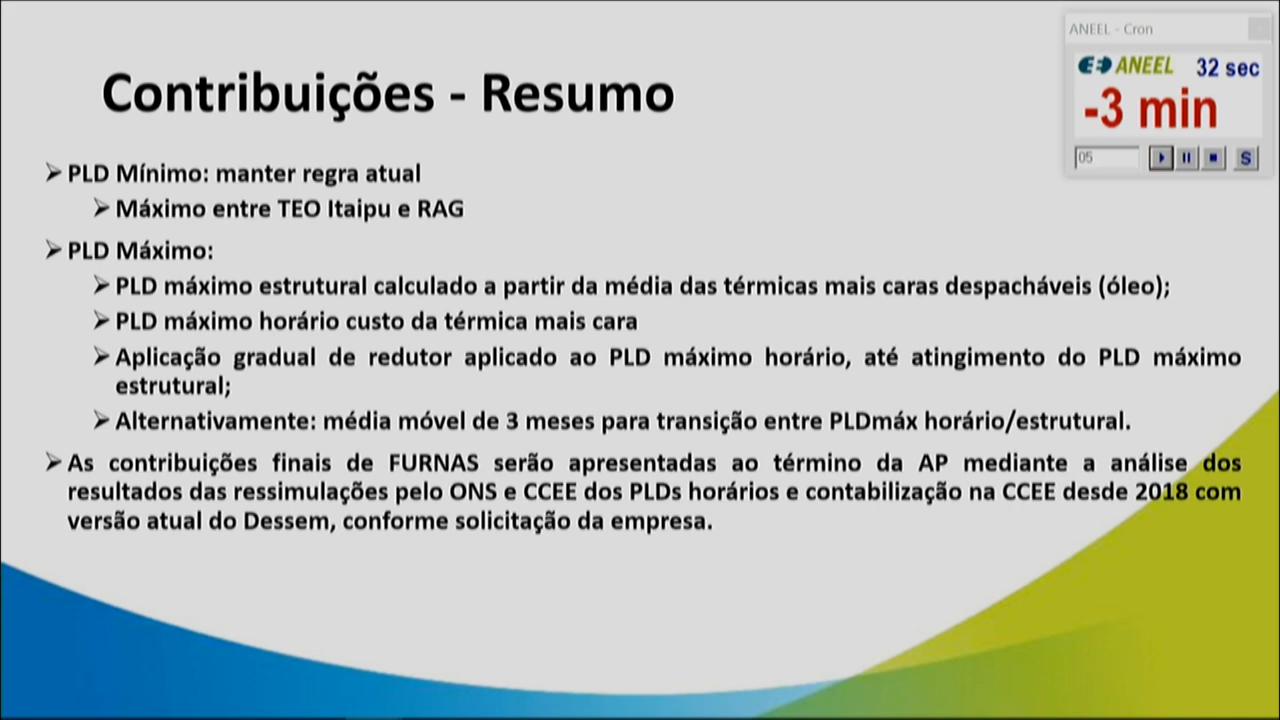 ANEEL - Cron
ANEEL 32 sec
-3 min
05
S
Contribuições - Resumo
PLD Mínimo: manter regra atual
Máximo entre TEO Itaipu e RAG
PLD Máximo:
PLD máximo estrutural calculado a partir da média das térmicas mais caras despacháveis (óleo);
PLD máximo horário custo da térmica mais cara
Aplicação gradual de redutor aplicado ao PLD máximo horário, até atingimento do PLD máximo
estrutural;
Alternativamente: média móvel de 3 meses para transição entre PLDmáx horário/estrutural.
As contribuições finais de FURNAS serão apresentadas ao término da AP mediante a análise dos
resultados das ressimulações pelo ONS e CCEE dos PLDs horários e contabilização na CCEE desde 2018 com
versão atual do Dessem, conforme solicitação da empresa.